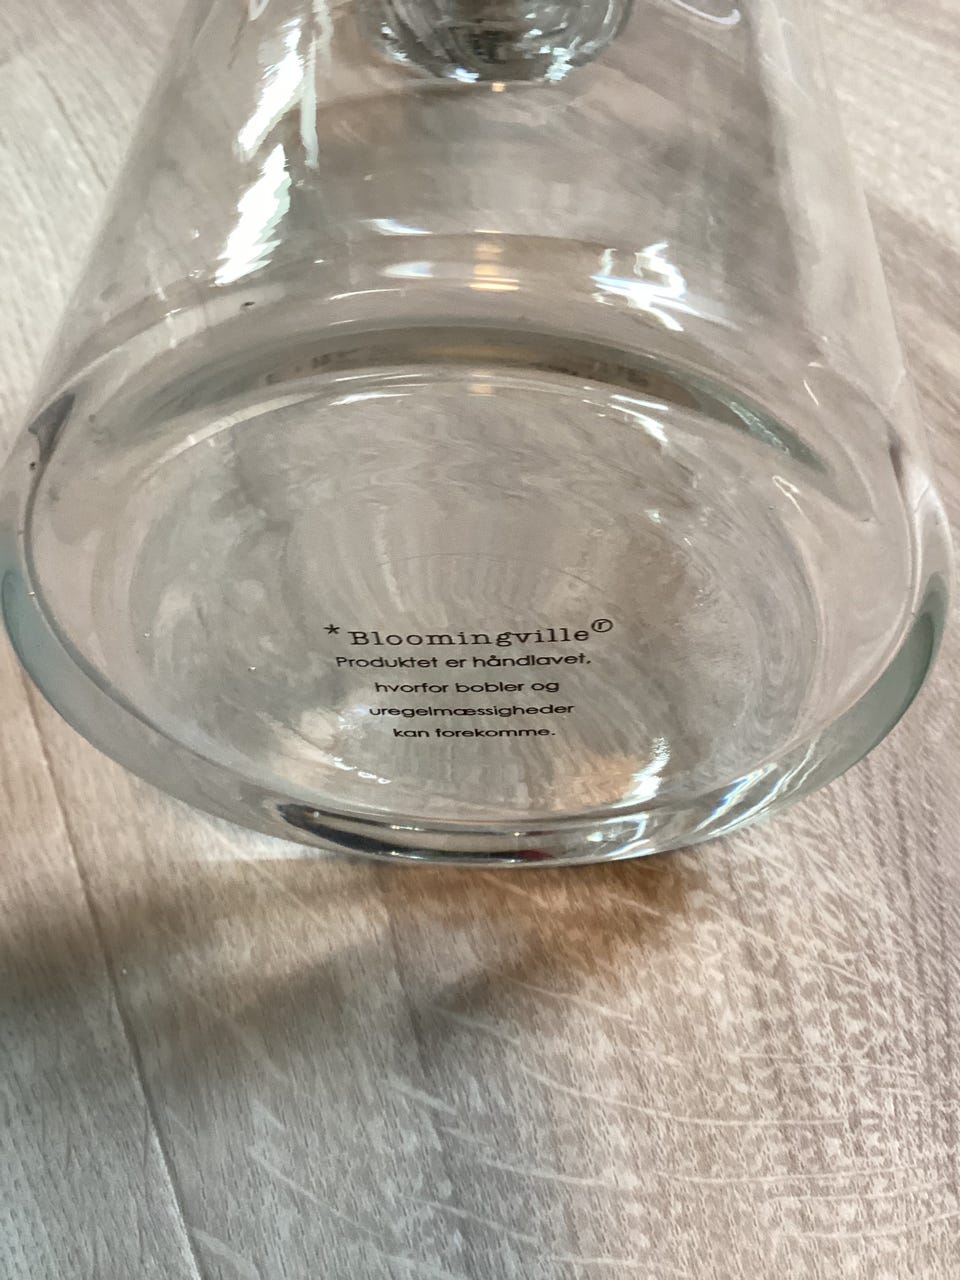 * Bloomingville ®
Produktet er håndlavet,
hvorfor bobler og
uregelmæssigheder
kan forekomme.